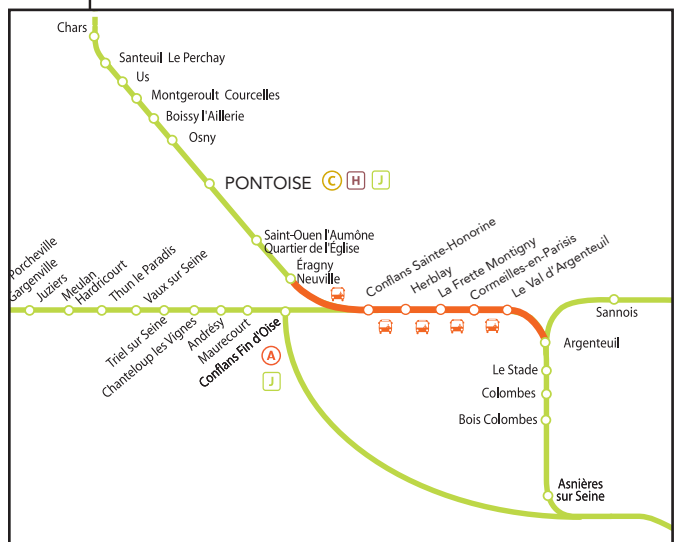 Chars
Santeuil Le Perchay
Us
Montgeroult Courcelles
Boissy l'Aillerie
Osny
PONTOISE C H J
Saint-Ouen l'Aumône
Quartier de l'Église
Éragny
Neuville
Porcheville
Gargenville
Juziers
Meulan
Hardricourt
Thun le Paradis
Vaux sur Seine
Triel sur Seine
Chanteloup les Vignes
Andrésy
Maurecourt
Conflans Fin d'Oise
A
J
Conflans Sainte-Honorine
Herblay
La Frette Montigny
Cormeilles-en-Parisis
Le Val d'Argenteuil
Sannois
Argenteuil
Le Stade
Colombes
Bois Colombes
Asnières
sur Seine